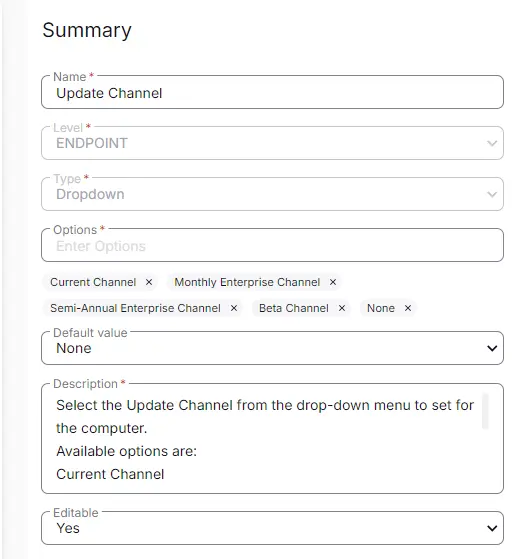 Summary
Name *
Update Channel
Level *
ENDPOINT
Type *
Dropdown
Options *
Enter Options
Current Channel × Monthly Enterprise Channel ×
Semi-Annual Enterprise Channel × Beta Channel × None ×
Default value
None
Description *
Select the Update Channel from the drop-down menu to set for
the computer.
Available options are:
Current Channel
Editable
Yes